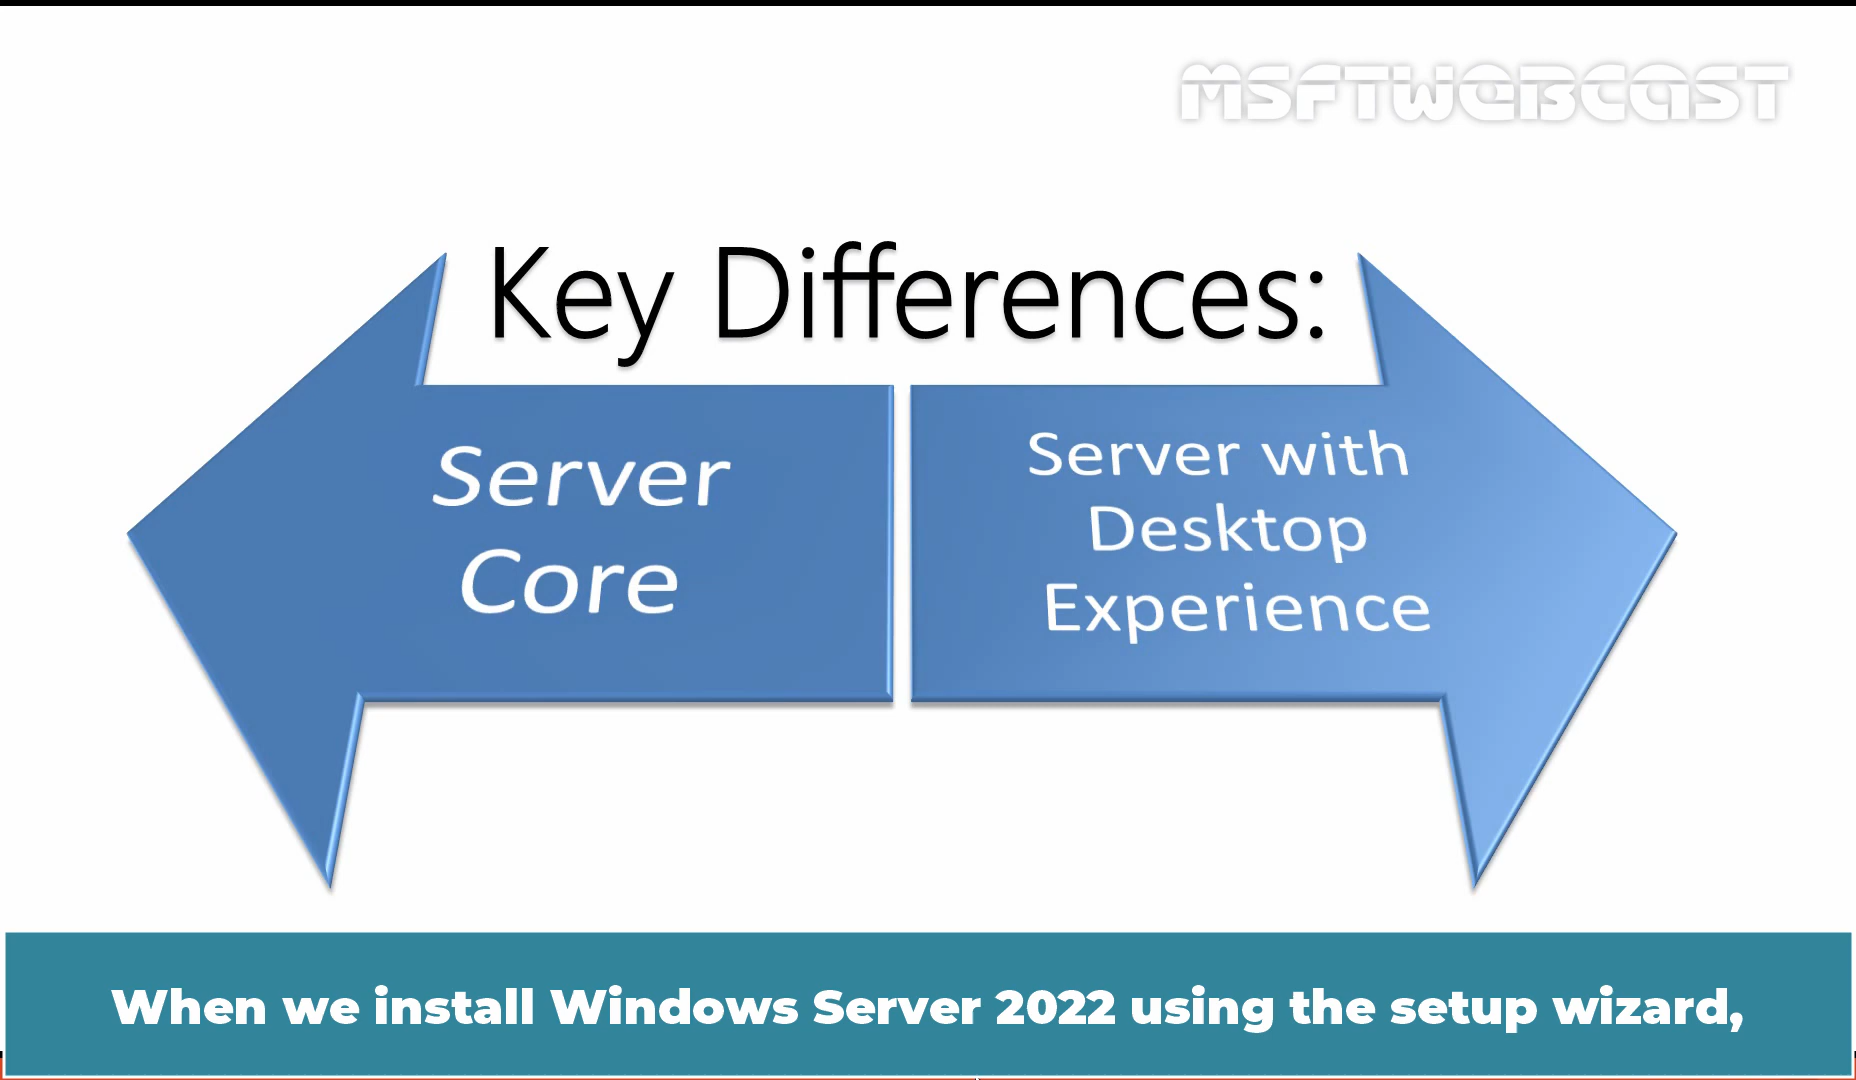 MSFTWEBCAST
Key Differences:
Server
Core
Server with
Desktop
Experience
When we install Windows Server 2022 using the setup wizard,